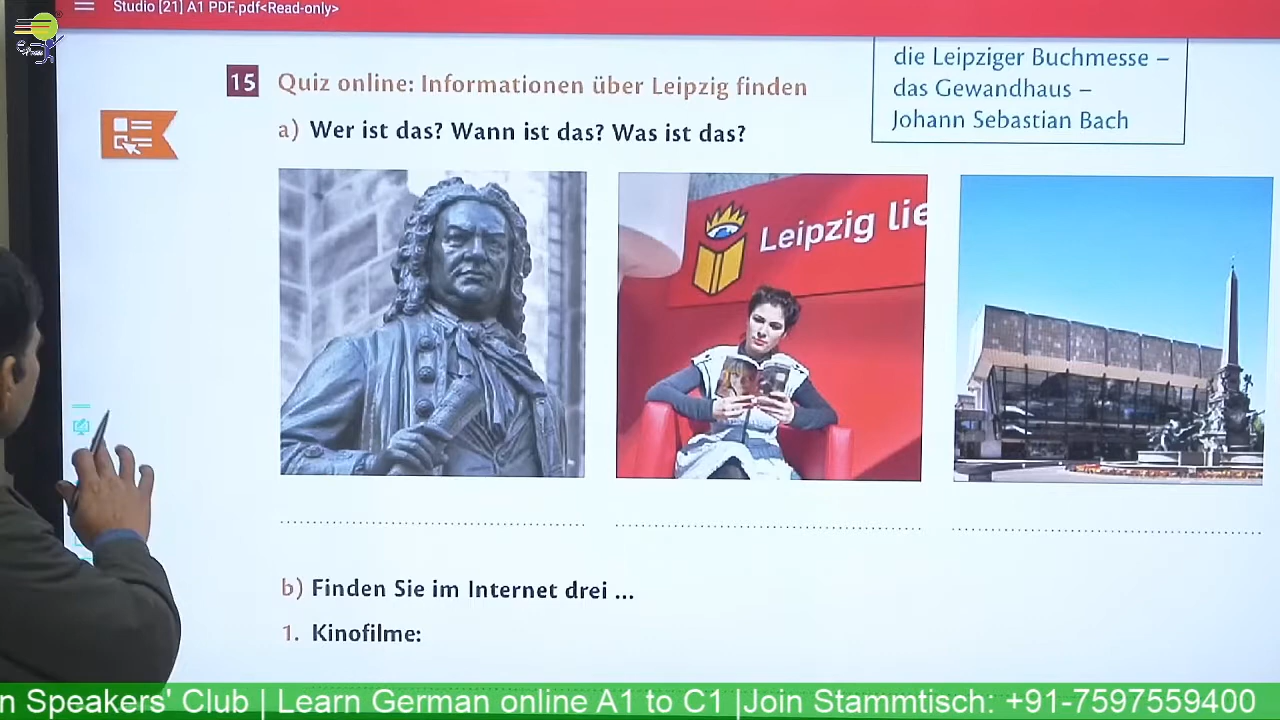 Studio [21] A1 PDF.pdf<Read-only>
die Leipziger Buchmesse –
das Gewandhaus –
Johann Sebastian Bach
15 Quiz online: Informationen über Leipzig finden
a) Wer ist das? Wann ist das? Was ist das?
Leipzig lie
b) Finden Sie im Internet drei ...
1. Kinofilme:
n Speakers' Club | Learn German online A1 to C1 |Join Stammtisch: +91-7597559400